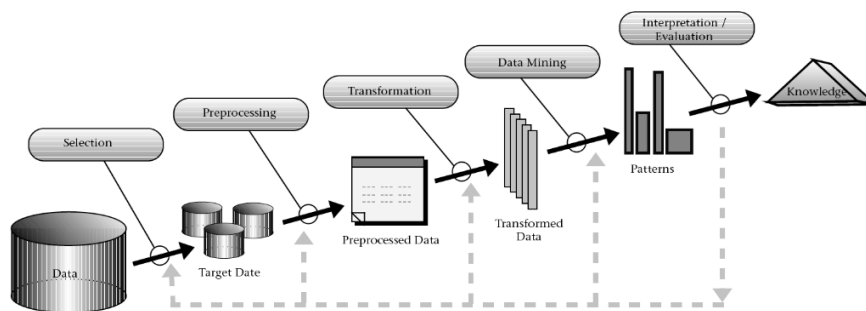 Interpretation /
Evaluation
Data Mining
Transformation
Preprocessing
Selection
Data
Target Date
Preprocessed Data
Transformed
Data
Patterns
Knowledge